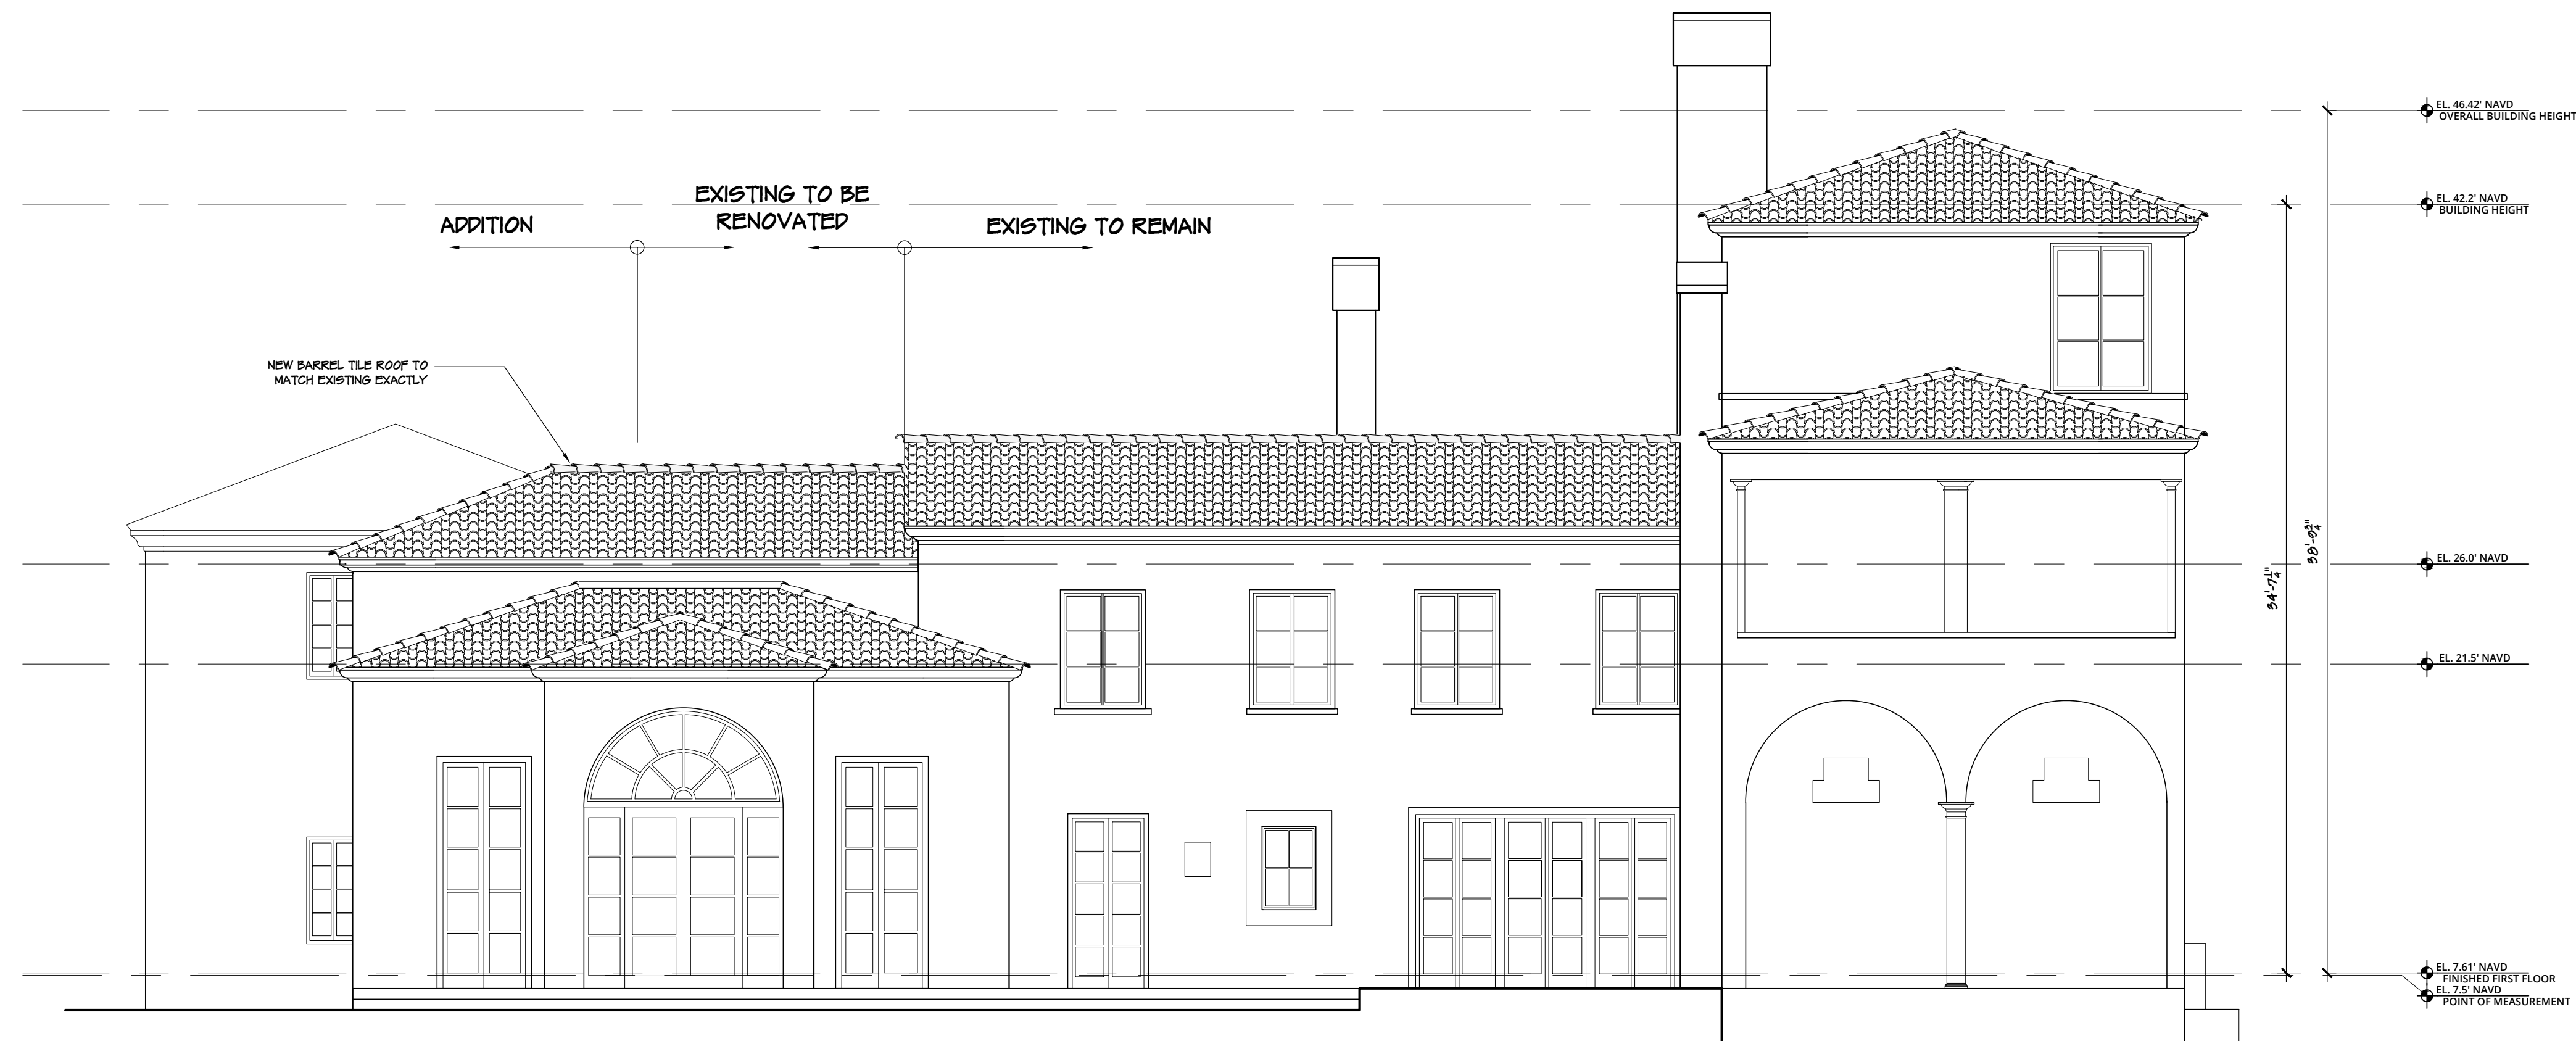 EL. 46.42' NAVD
OVERALL BUILDING HEIGHT
EXISTING TO BE
RENOVATED
ADDITION
EXISTING TO REMAIN
EL. 42.2' NAVD
BUILDING HEIGHT
NEW BARREL TILE ROOF TO
MATCH EXISTING EXACTLY
38'-9¾"
34'-7¼"
EL. 26.0' NAVD
EL. 21.5' NAVD
EL. 7.61' NAVD
FINISHED FIRST FLOOR
EL. 7.5' NAVD
POINT OF MEASUREMENT